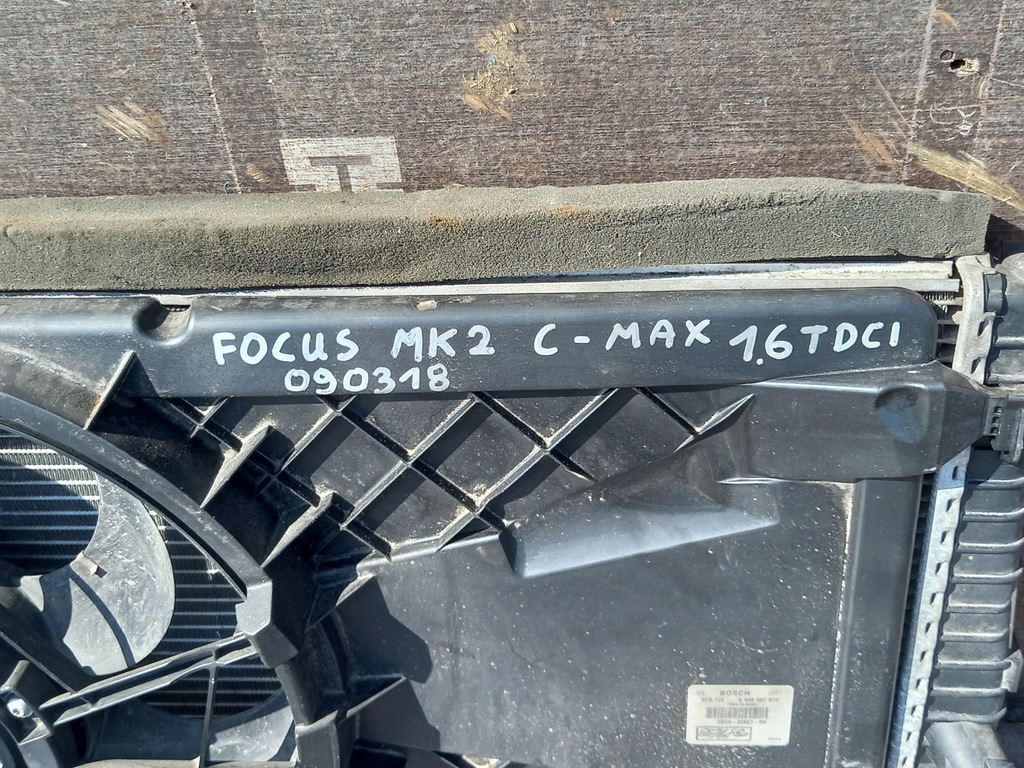 FOCUS MK2 C-MAX 1.6TDCI
090318
BOSCH